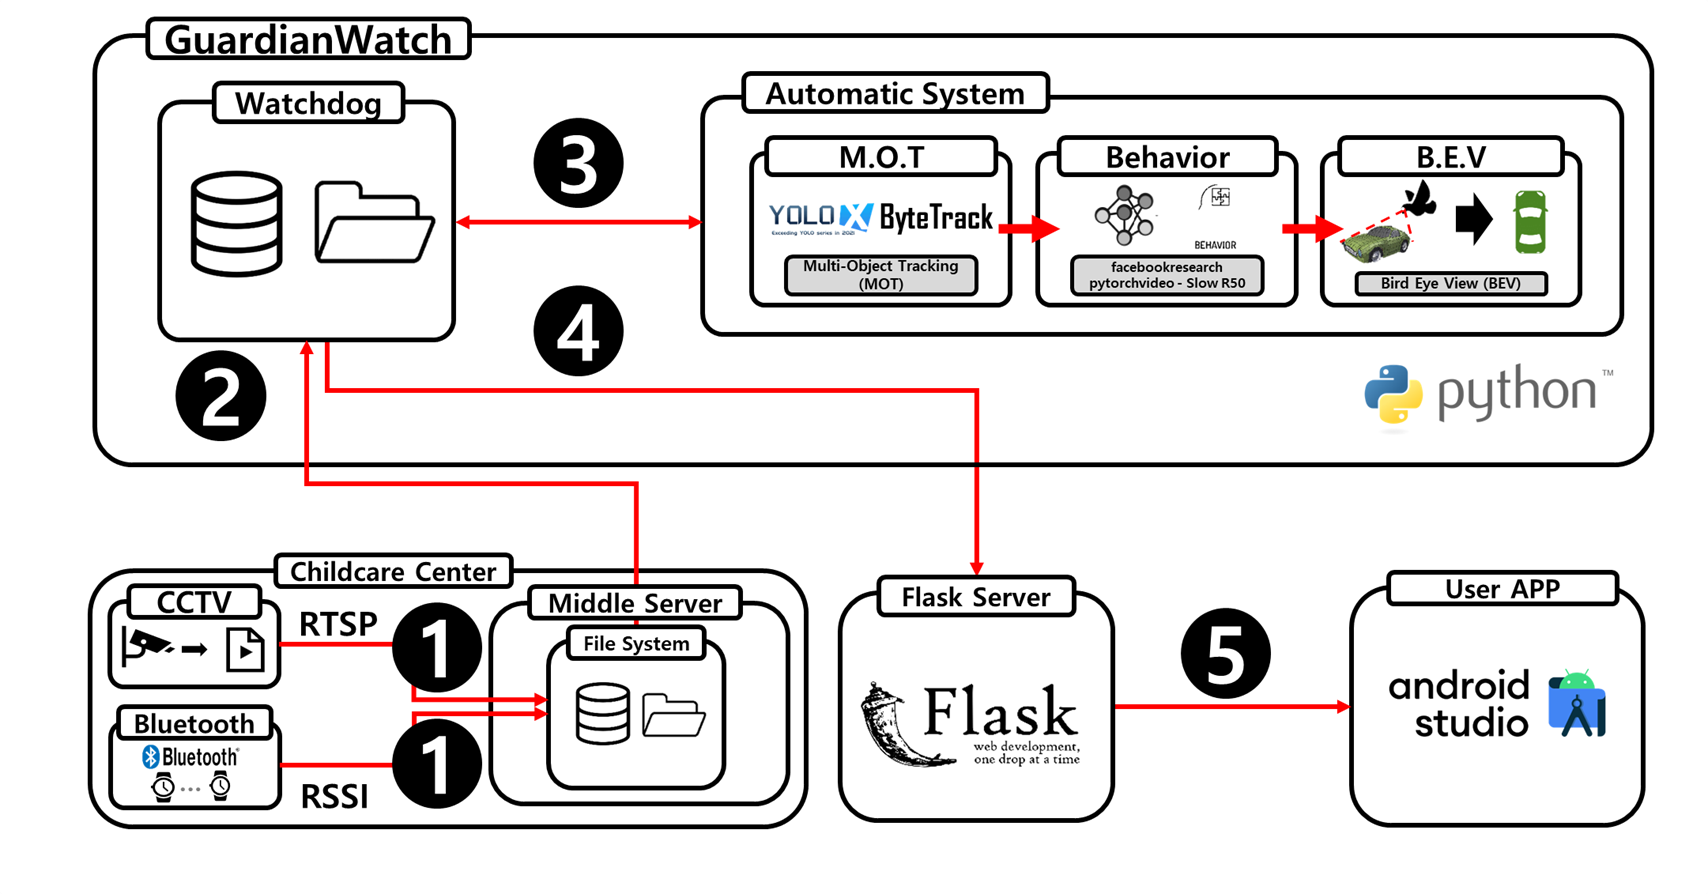 GuardianWatch
Watchdog
3
Automatic System
M.O.T
YOLOX
Exceeding YOLO series in 2021
ByteTrack
Multi-Object Tracking
(MOT)
Behavior
BEHAVIOR
facebookresearch
pytorchvideo - Slow R50
B.E.V
Bird Eye View (BEV)
4
2
python™
Childcare Center
CCTV
RTSP
1
Bluetooth
Bluetooth®
RSSI
1
Middle Server
File System
Flask Server
Flask
web development,
one drop at a time
5
User APP
android
studio